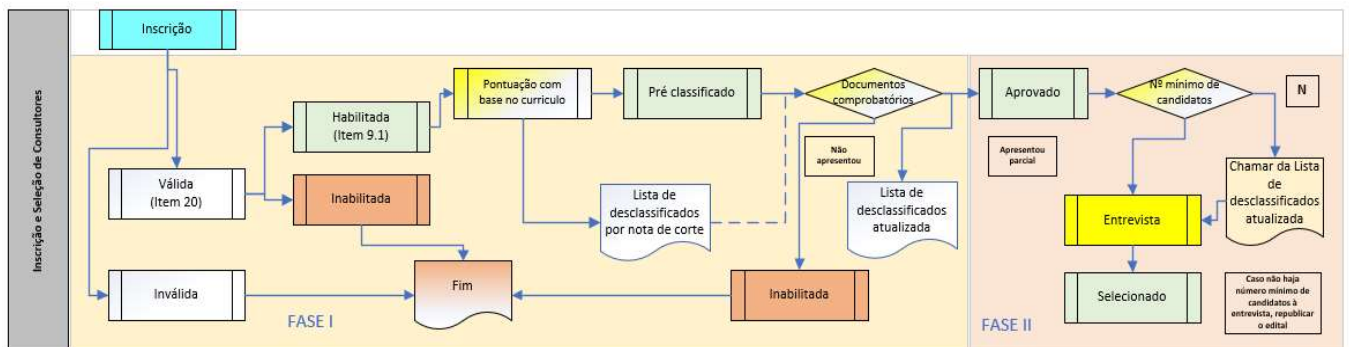 Inscrição e Seleção de Consultores
Inscrição
Válida
(Item 20)
Inválida
Habilitada
(Item 9.1)
Inabilitada
Fim
FASE I
Pontuação com
base no curriculo
Pré classificado
Lista de
desclassificados
por nota de corte
Documentos
comprobatórios
Não
apresentou
Lista de
desclassificados
atualizada
Inabilitada
Aprovado
Apresentou
parcial
Nº mínimo de
candidatos
N
Chamar da Lista
de
desclassificados
atualizada
Entrevista
Selecionado
Caso não haja
número mínimo de
candidatos à
entrevista, republicar
o edital
FASE II